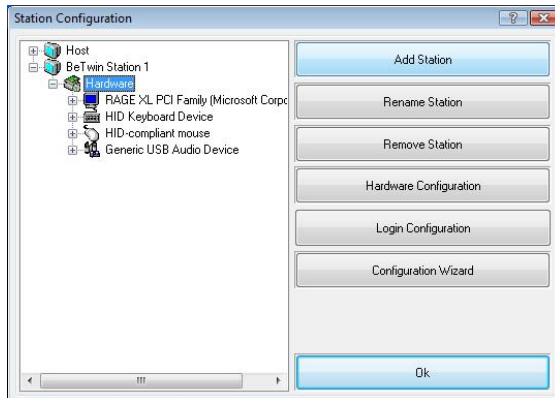 Station Configuration
Host
BeTwin Station 1
Hardware
RAGE XL PCI Family (Microsoft Corpc
HID Keyboard Device
HID-compliant mouse
Generic USB Audio Device
Add Station
Rename Station
Remove Station
Hardware Configuration
Login Configuration
Configuration Wizard
Ok